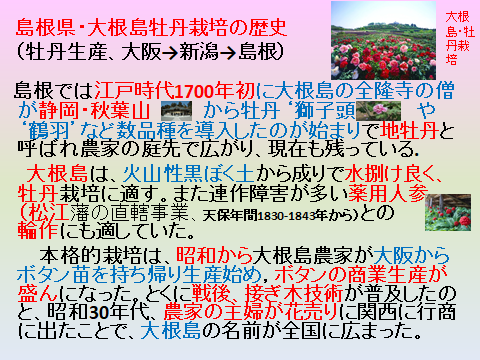 島根県・大根島牡丹栽培の歴史
（牡丹生産、大阪→新潟→島根）
大根
島・牡
丹栽
培
島根では江戸時代1700年初に大根島の全隆寺の僧
が静岡・秋葉山 から牡丹‘獅子頭 や
‘鶴羽’など数品種を導入したのが始まりで地牡丹と
呼ばれ農家の庭先で広がり、現在も残っている.
大根島は、火山性黒ぼく土から成りで水捌け良く、
牡丹栽培に適す。また連作障害が多い薬用人参
（松江藩の直轄事業、天保年間1830-1843年から）との
輪作にも適していた。
本格的栽培は、昭和から大根島農家が大阪から
ボタン苗を持ち帰り生産始め．ボタンの商業生産が
盛んになった。とくに戦後、接ぎ木技術が普及したの
と、昭和30年代、農家の主婦が花売りに関西に行商
に出たことで、大根島の名前が全国に広まった。